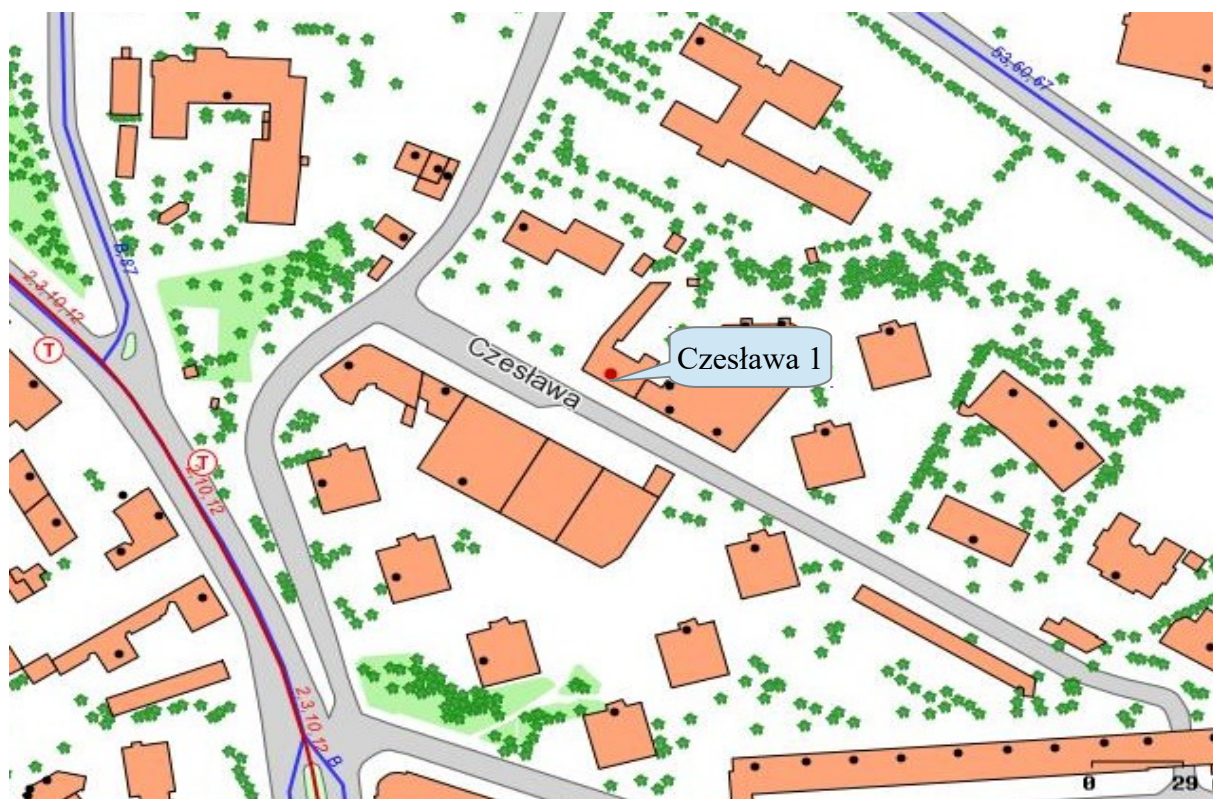 53,60,67
B,87
2,3,10,12
T
Czesława
Czesława 1
T
2,10,12
2,3,10,12
B
0 29